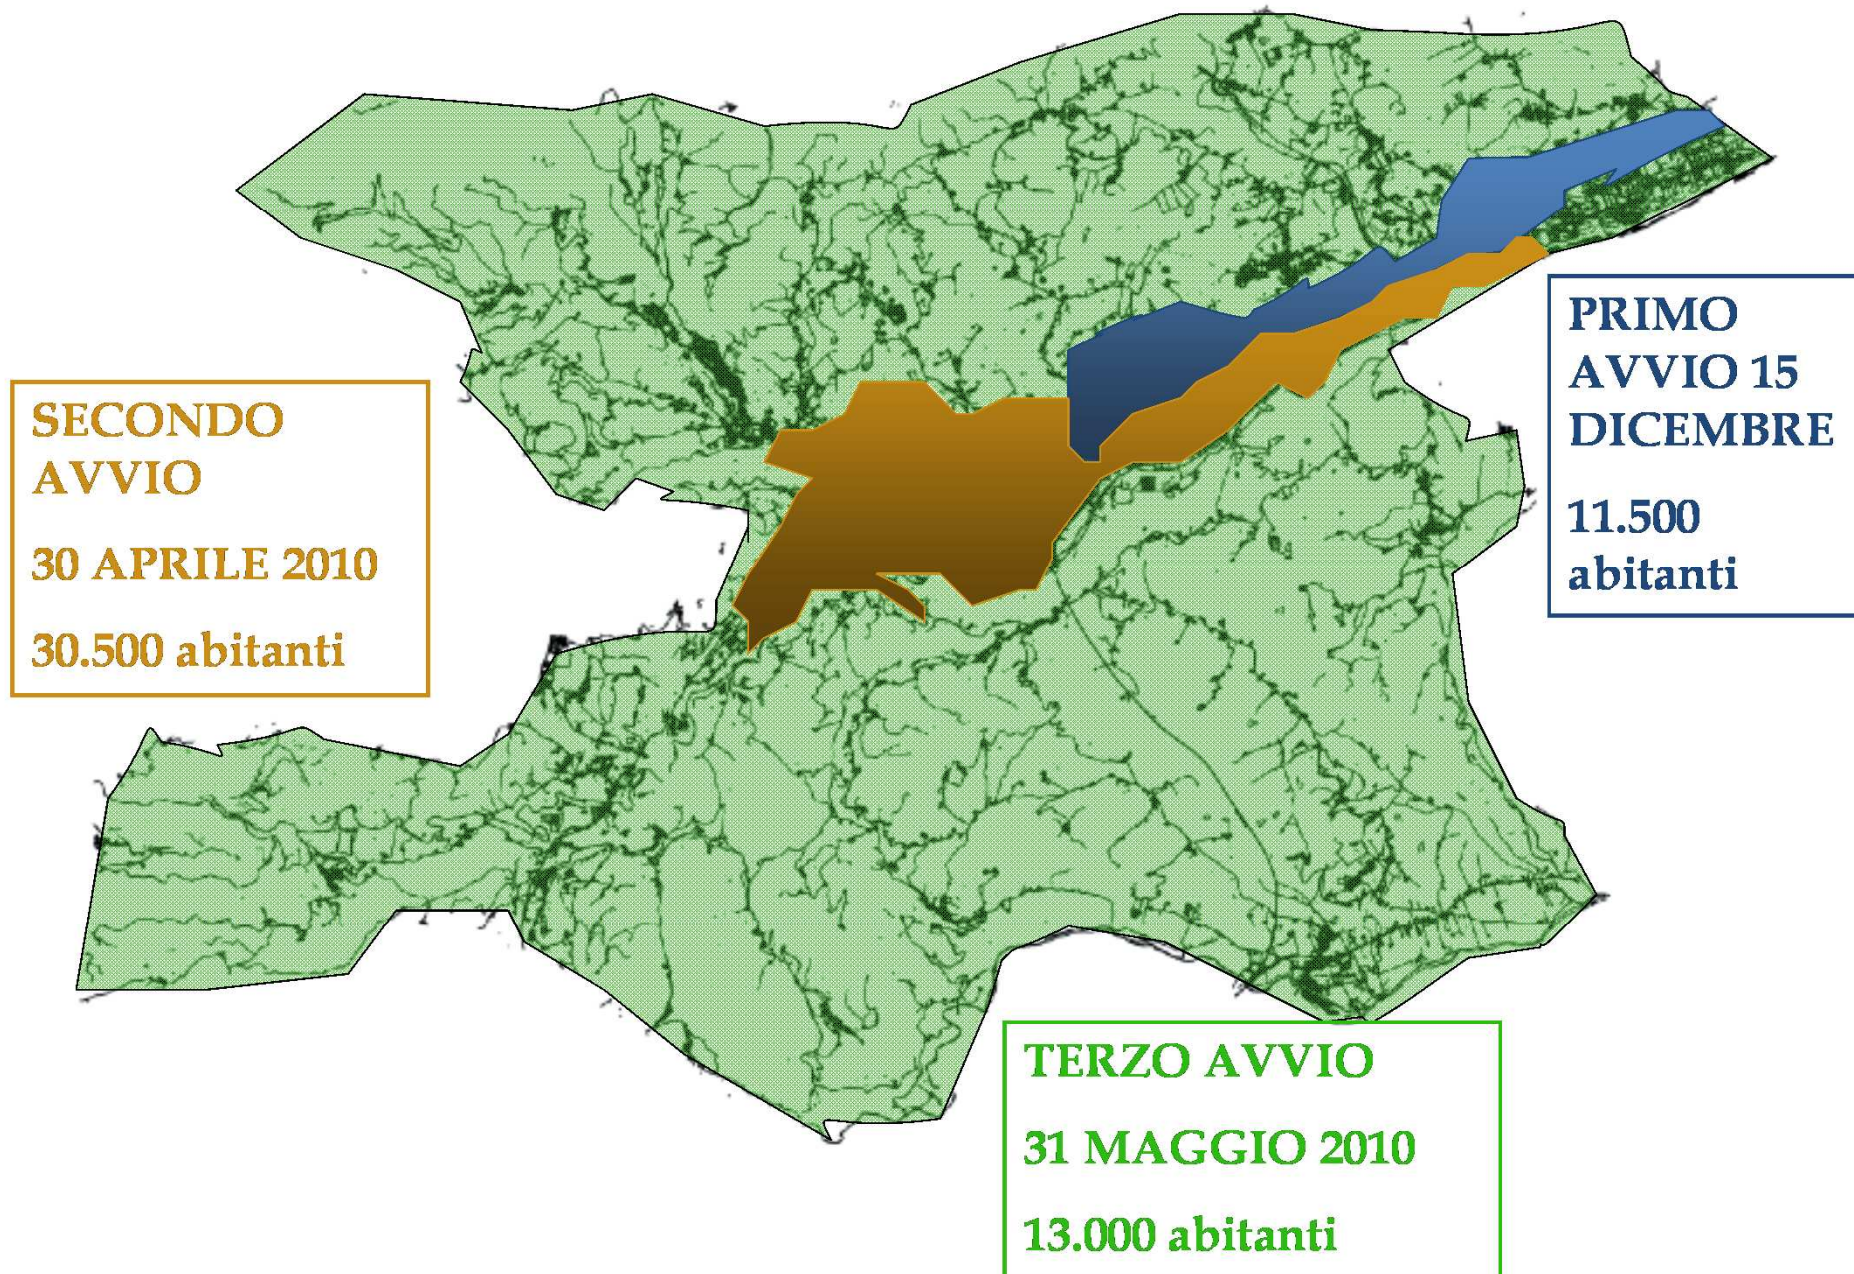 SECONDO
AVVIO
30 APRILE 2010
30.500 abitanti
PRIMO
AVVIO 15
DICEMBRE
11.500
abitanti
TERZO AVVIO
31 MAGGIO 2010
13.000 abitanti